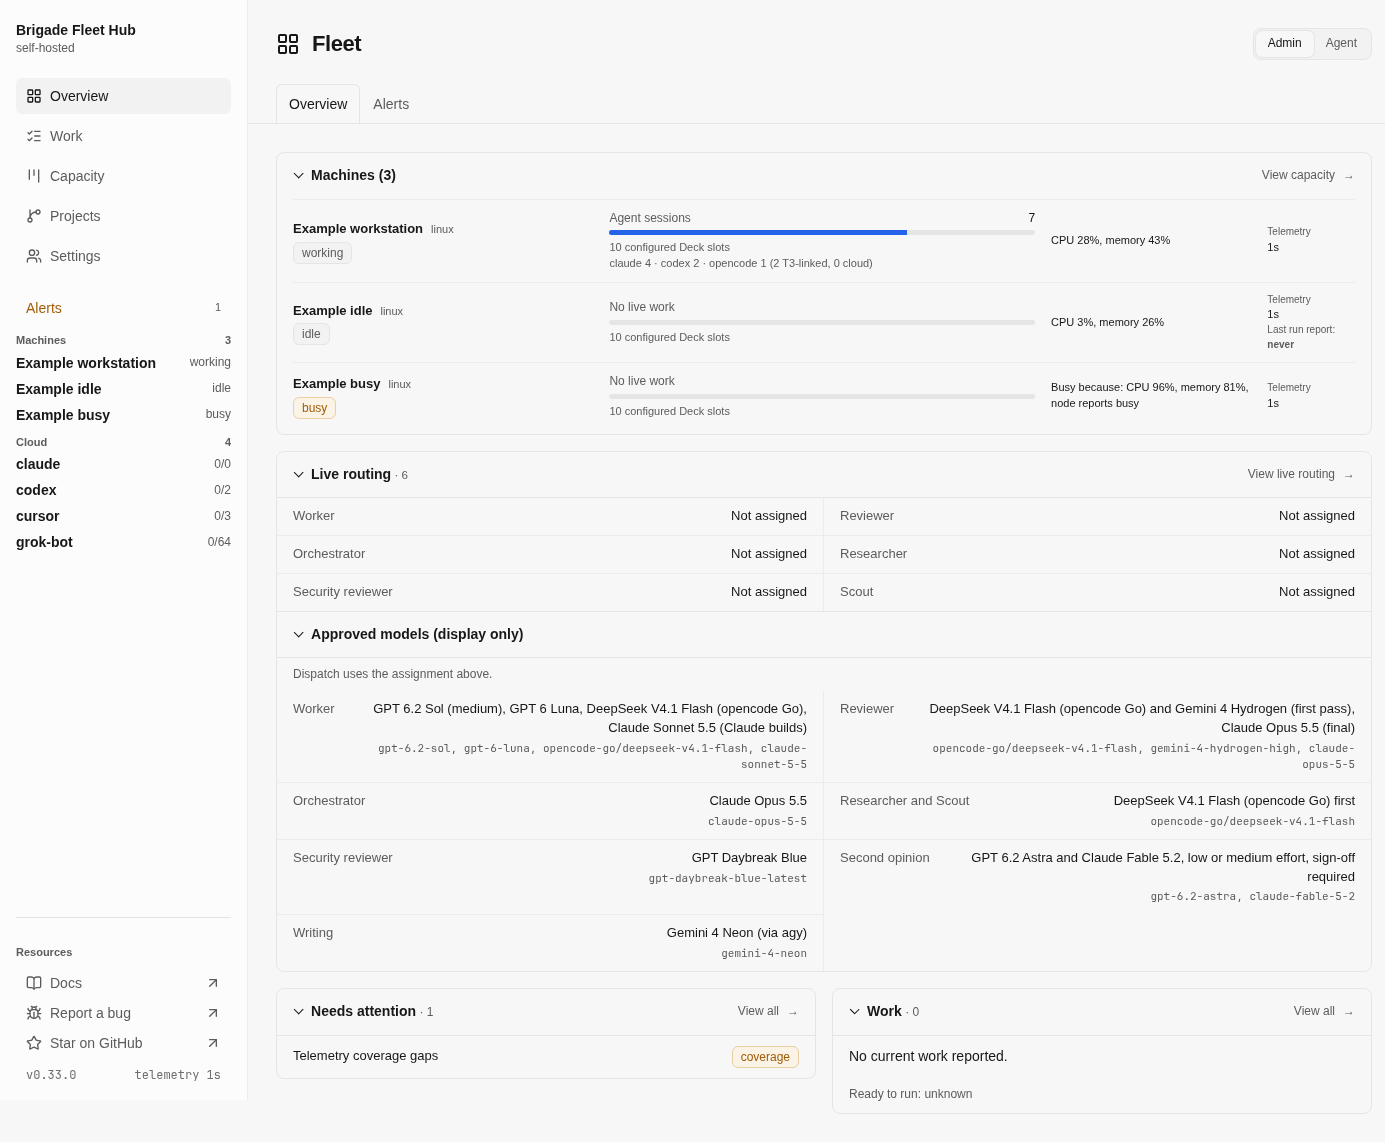 Brigade Fleet Hub
self-hosted
Overview
Work
Capacity
Projects
Settings
Alerts 1
Machines 3
Example workstation working
Example idle idle
Example busy busy
Cloud 4
claude 0/0
codex 0/2
cursor 0/3
grok-bot 0/64
Resources
Docs
Report a bug
Star on GitHub
v0.33.0 telemetry 1s
Fleet
Admin Agent
Overview Alerts
Machines (3) View capacity →
Example workstation linux
working
Agent sessions 7
10 configured Deck slots
claude 4 · codex 2 · opencode 1 (2 T3-linked, 0 cloud)
CPU 28%, memory 43%
Telemetry
1s
Example idle linux
idle
No live work
10 configured Deck slots
CPU 3%, memory 26%
Telemetry
1s
Last run report:
never
Example busy linux
busy
No live work
10 configured Deck slots
Busy because: CPU 96%, memory 81%,
node reports busy
Telemetry
1s
Live routing · 6 View live routing →
Worker Not assigned
Reviewer Not assigned
Orchestrator Not assigned
Researcher Not assigned
Security reviewer Not assigned
Scout Not assigned
Approved models (display only)
Dispatch uses the assignment above.
Worker GPT 6.2 Sol (medium), GPT 6 Luna, DeepSeek V4.1 Flash (opencode Go),
Claude Sonnet 5.5 (Claude builds)
gpt-6.2-sol, gpt-6-luna, opencode-go/deepseek-v4.1-flash, claude-
sonnet-5-5
Reviewer DeepSeek V4.1 Flash (opencode Go) and Gemini 4 Hydrogen (first pass),
Claude Opus 5.5 (final)
opencode-go/deepseek-v4.1-flash, gemini-4-hydrogen-high, claude-
opus-5-5
Orchestrator Claude Opus 5.5
claude-opus-5-5
Researcher and Scout DeepSeek V4.1 Flash (opencode Go) first
opencode-go/deepseek-v4.1-flash
Security reviewer GPT Daybreak Blue
gpt-daybreak-blue-latest
Second opinion GPT 6.2 Astra and Claude Fable 5.2, low or medium effort, sign-off
required
gpt-6.2-astra, claude-fable-5-2
Writing Gemini 4 Neon (via agy)
gemini-4-neon
Needs attention · 1 View all →
Telemetry coverage gaps coverage
Work · 0 View all →
No current work reported.
Ready to run: unknown